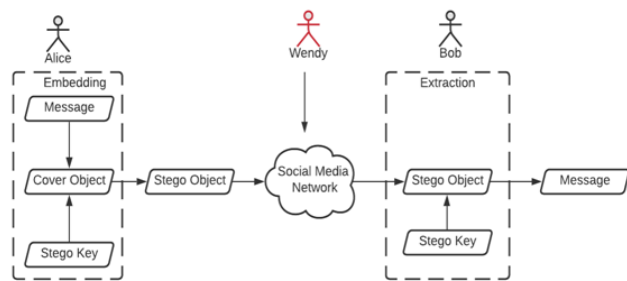 Alice
Wendy
Bob
Embedding
Extraction
Message
Cover Object
Stego Object
Social Media
Network
Stego Object
Message
Stego Key
Stego Key